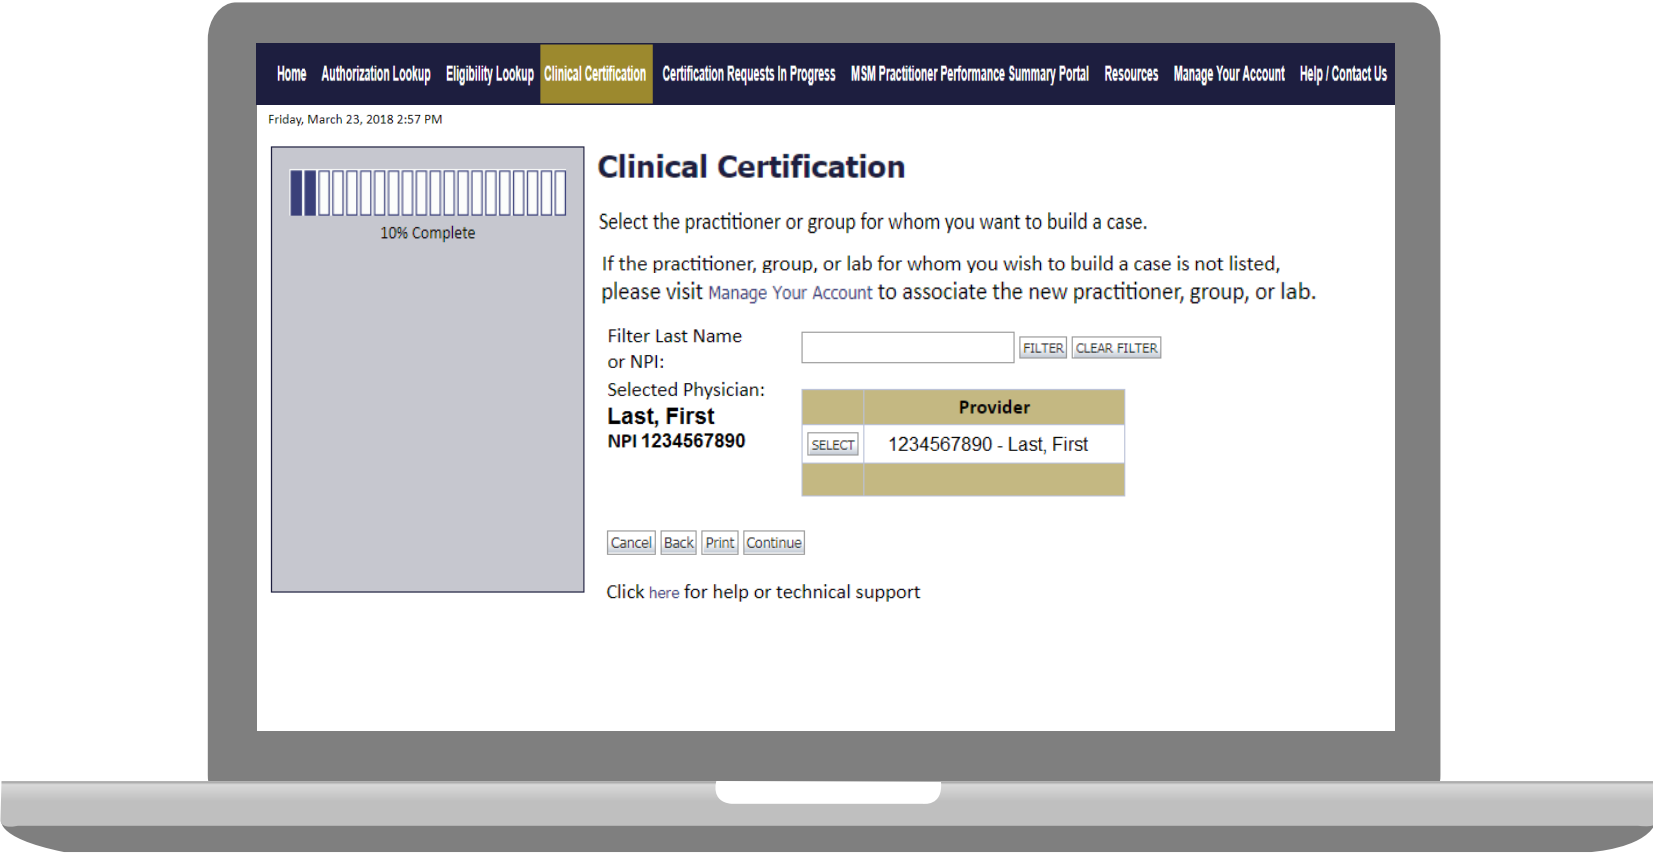 Home Authorization Lookup Eligibility Lookup Clinical Certification Certification Requests In Progress MSM Practitioner Performance Summary Portal Resources Manage Your Account Help / Contact Us
Friday, March 23, 2018 2:57 PM
10% Complete
Clinical Certification
Select the practitioner or group for whom you want to build a case.
If the practitioner, group, or lab for whom you wish to build a case is not listed,
please visit Manage Your Account to associate the new practitioner, group, or lab.
Filter Last Name
or NPI:
FILTER CLEAR FILTER
Selected Physician:
Last, First
NPI 1234567890
Provider
SELECT 1234567890 - Last, First
Cancel Back Print Continue
Click here for help or technical support